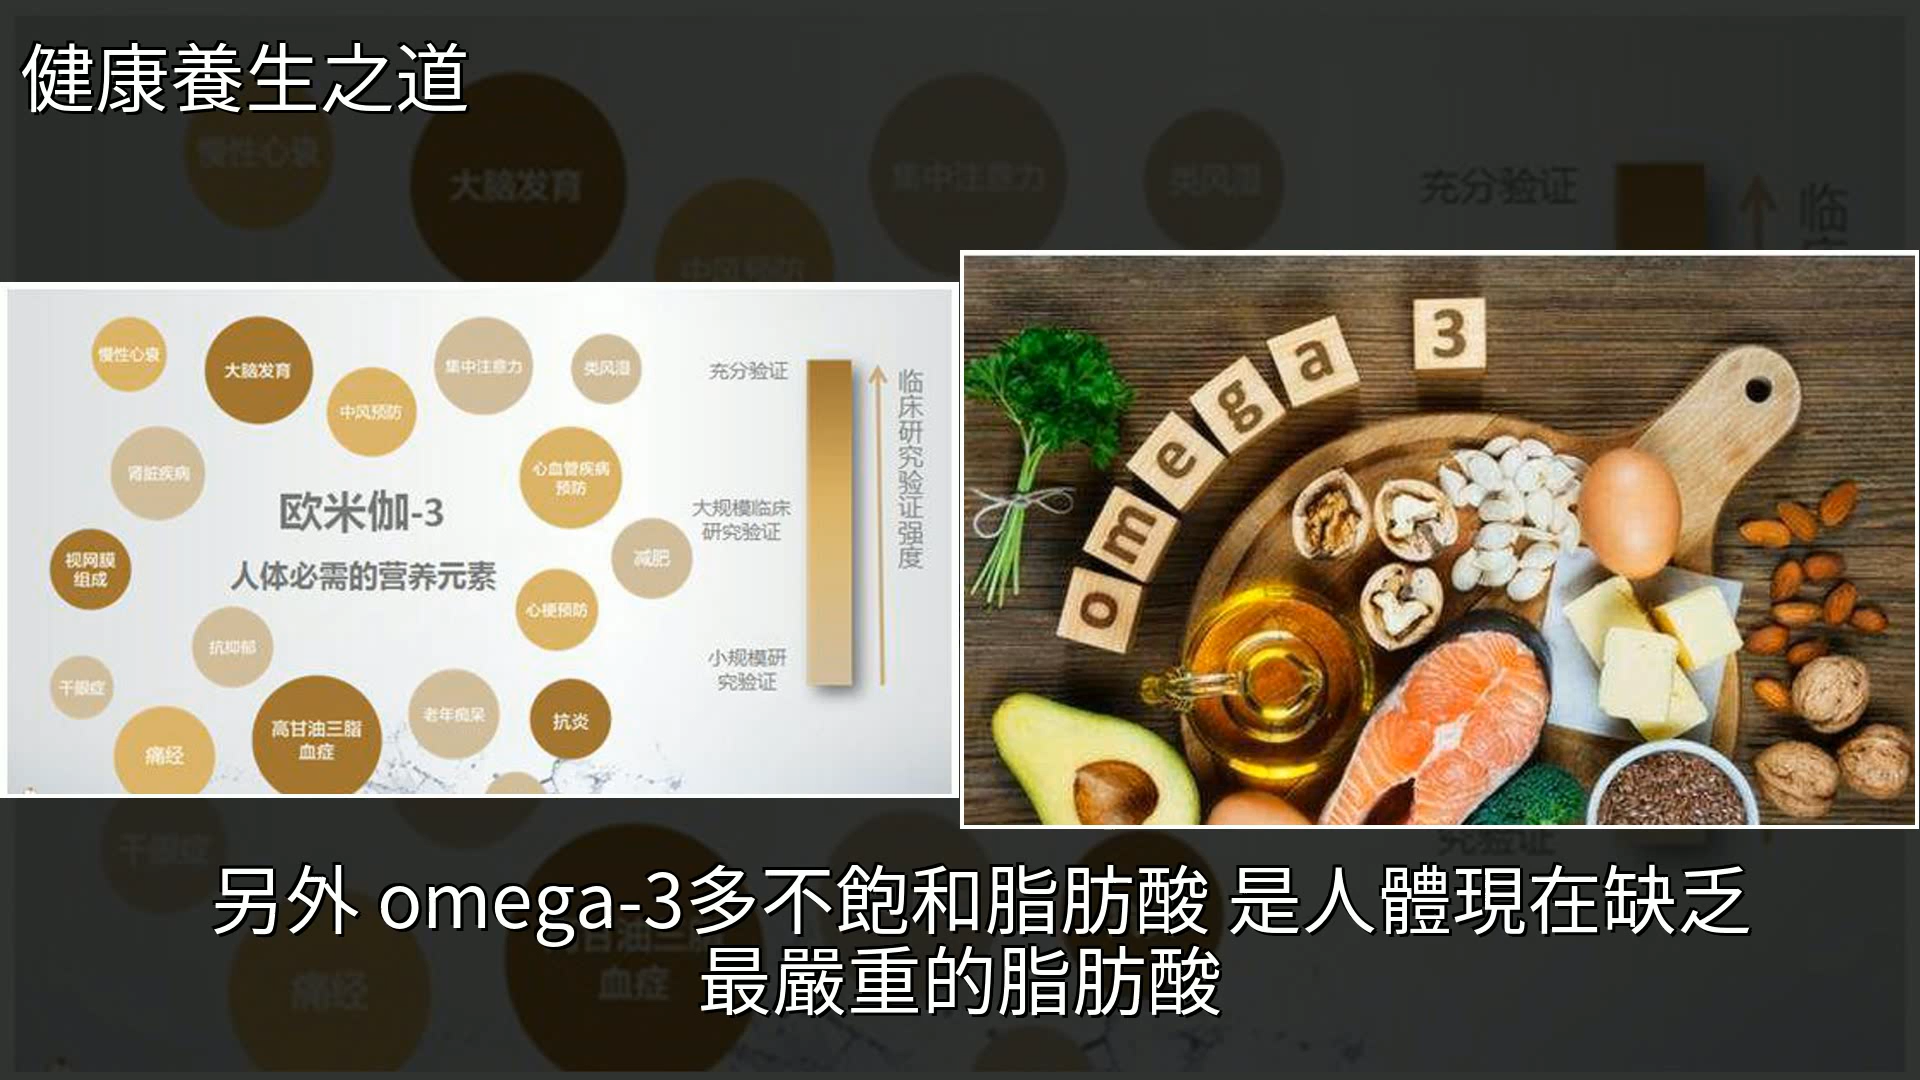 健康養生之道
慢性心衰
大脑发育
集中注意力
类风湿
中风预防
肾脏疾病
心血管疾病
预防
欧米伽-3
人体必需的营养元素
视网膜
组成
减肥
心梗预防
抗抑郁
干眼症
痛经
高甘油三脂
血症
老年痴呆
抗炎
充分验证
大规模临床
研究验证
小规模研
究验证
临床研究验证强度
omega 3
另外 omega-3多不飽和脂肪酸 是人體現在缺乏
最嚴重的脂肪酸